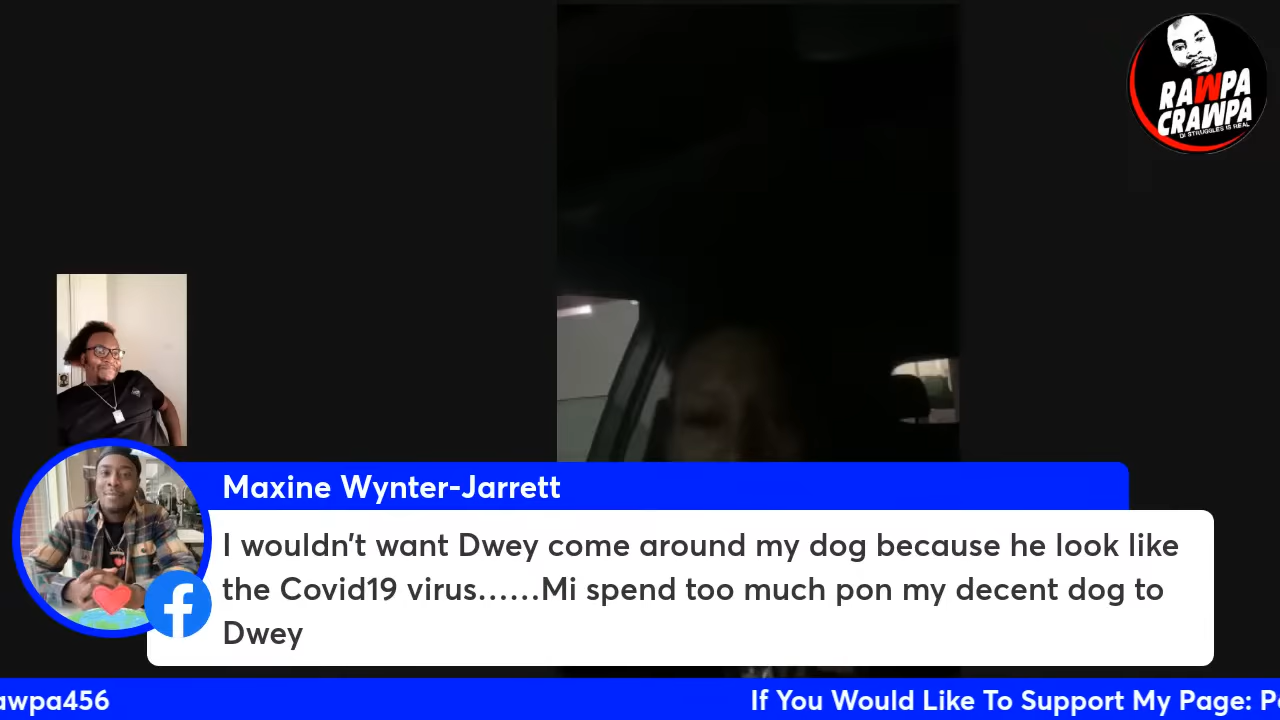 RAWPA
CRAWPA
DI STRUGGLES IS REAL
Maxine Wynter-Jarrett
I wouldn't want Dwey come around my dog because he look like
the Covid19 virus......Mi spend too much pon my decent dog to
Dwey
awpa456
If You Would Like To Support My Page: P